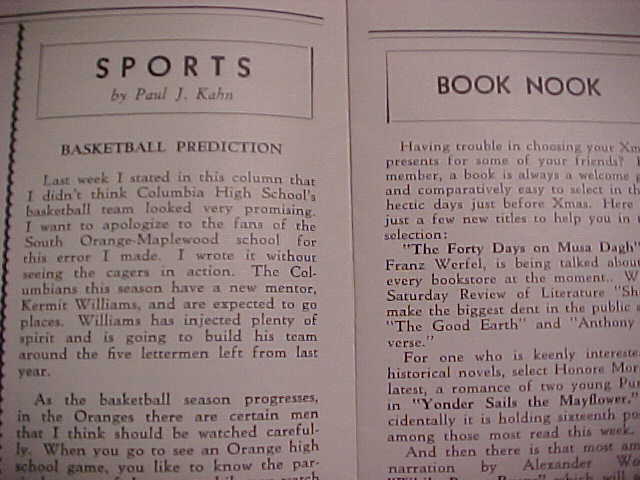 SPORTS
by Paul J. Kahn
BASKETBALL PREDICTION
Last week I stated in this column that
I didn't think Columbia High School's
basketball team looked very promising.
I want to apologize to the fans of the
South Orange-Maplewood school for
this error I made. I wrote it without
seeing the cagers in action. The Col-
umbians this season have a new mentor,
Kermit Williams, and are expected to go
places. Williams has injected plenty of
spirit and is going to build his team
around the five lettermen left from last
year.
As the basketball season progresses,
in the Oranges there are certain men
that I think should be watched careful-
ly. When you go to see an Orange high
school game, you like to know the par-
BOOK NOOK
Having trouble in choosing your Xm
presents for some of your friends?
member, a book is always a welcome
and comparatively easy to select in th
hectic days just before Xmas. Here
just a few new titles to help you in
selection:
"The Forty Days on Musa Dagh"
Franz Werfel, is being talked about
every bookstore at the moment.. W
Saturday Review of Literature "Sh
make the biggest dent in the public
"The Good Earth" and "Anthony
verse."
For one who is keenly intereste
historical novels, select Honore Mor
latest, a romance of two young Pu
in "Yonder Sails the Mayflower."
cidentally it is holding sixteenth po
among those most read this week.
And then there is that most am
narration by Alexander Wo